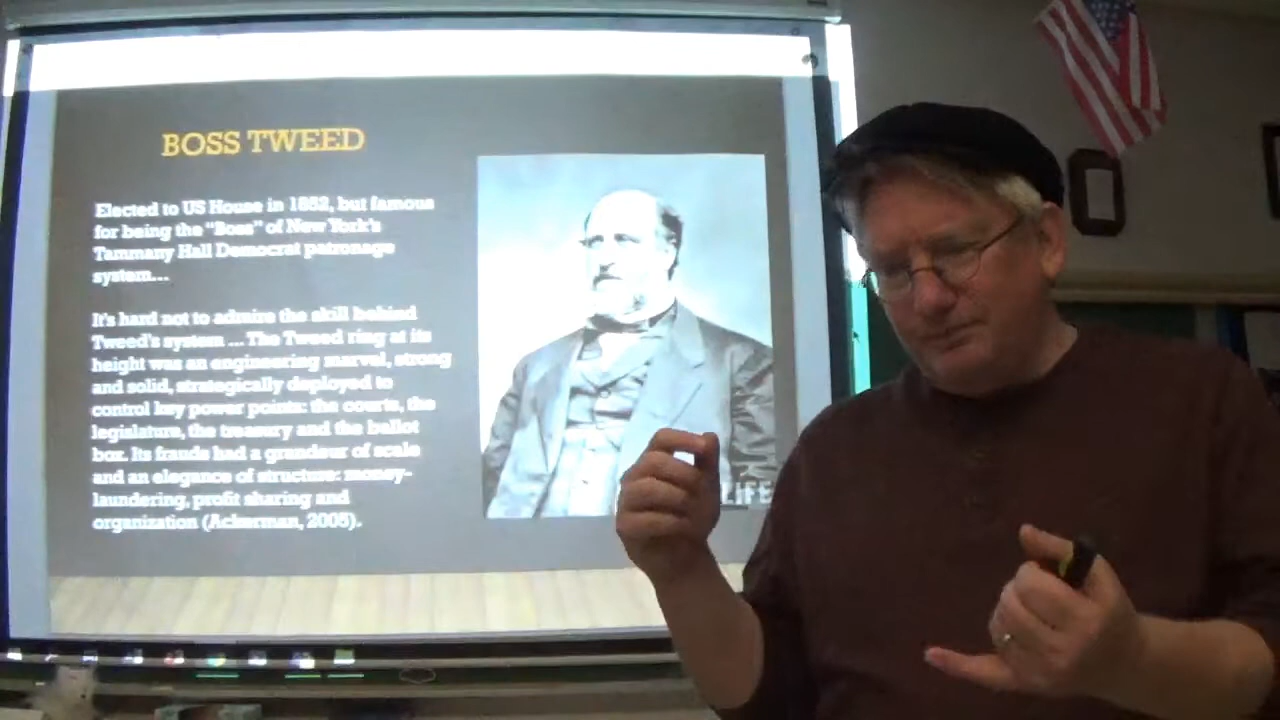 BOSS TWEED
Elected to US House in 1852, but famous
for being the "Boss" of New York's
Tammany Hall Democrat patronage
system...
It's hard not to admire the skill behind
Tweed's system ... The Tweed ring at its
height was an engineering marvel, strong
and solid, strategically deployed to
control key power points: the courts, the
legislature, the treasury and the ballot
box. Its frauds had a grandeur of scale
and an elegance of structure: money-
laundering, profit sharing and
organization (Ackerman, 2005).
LIFE